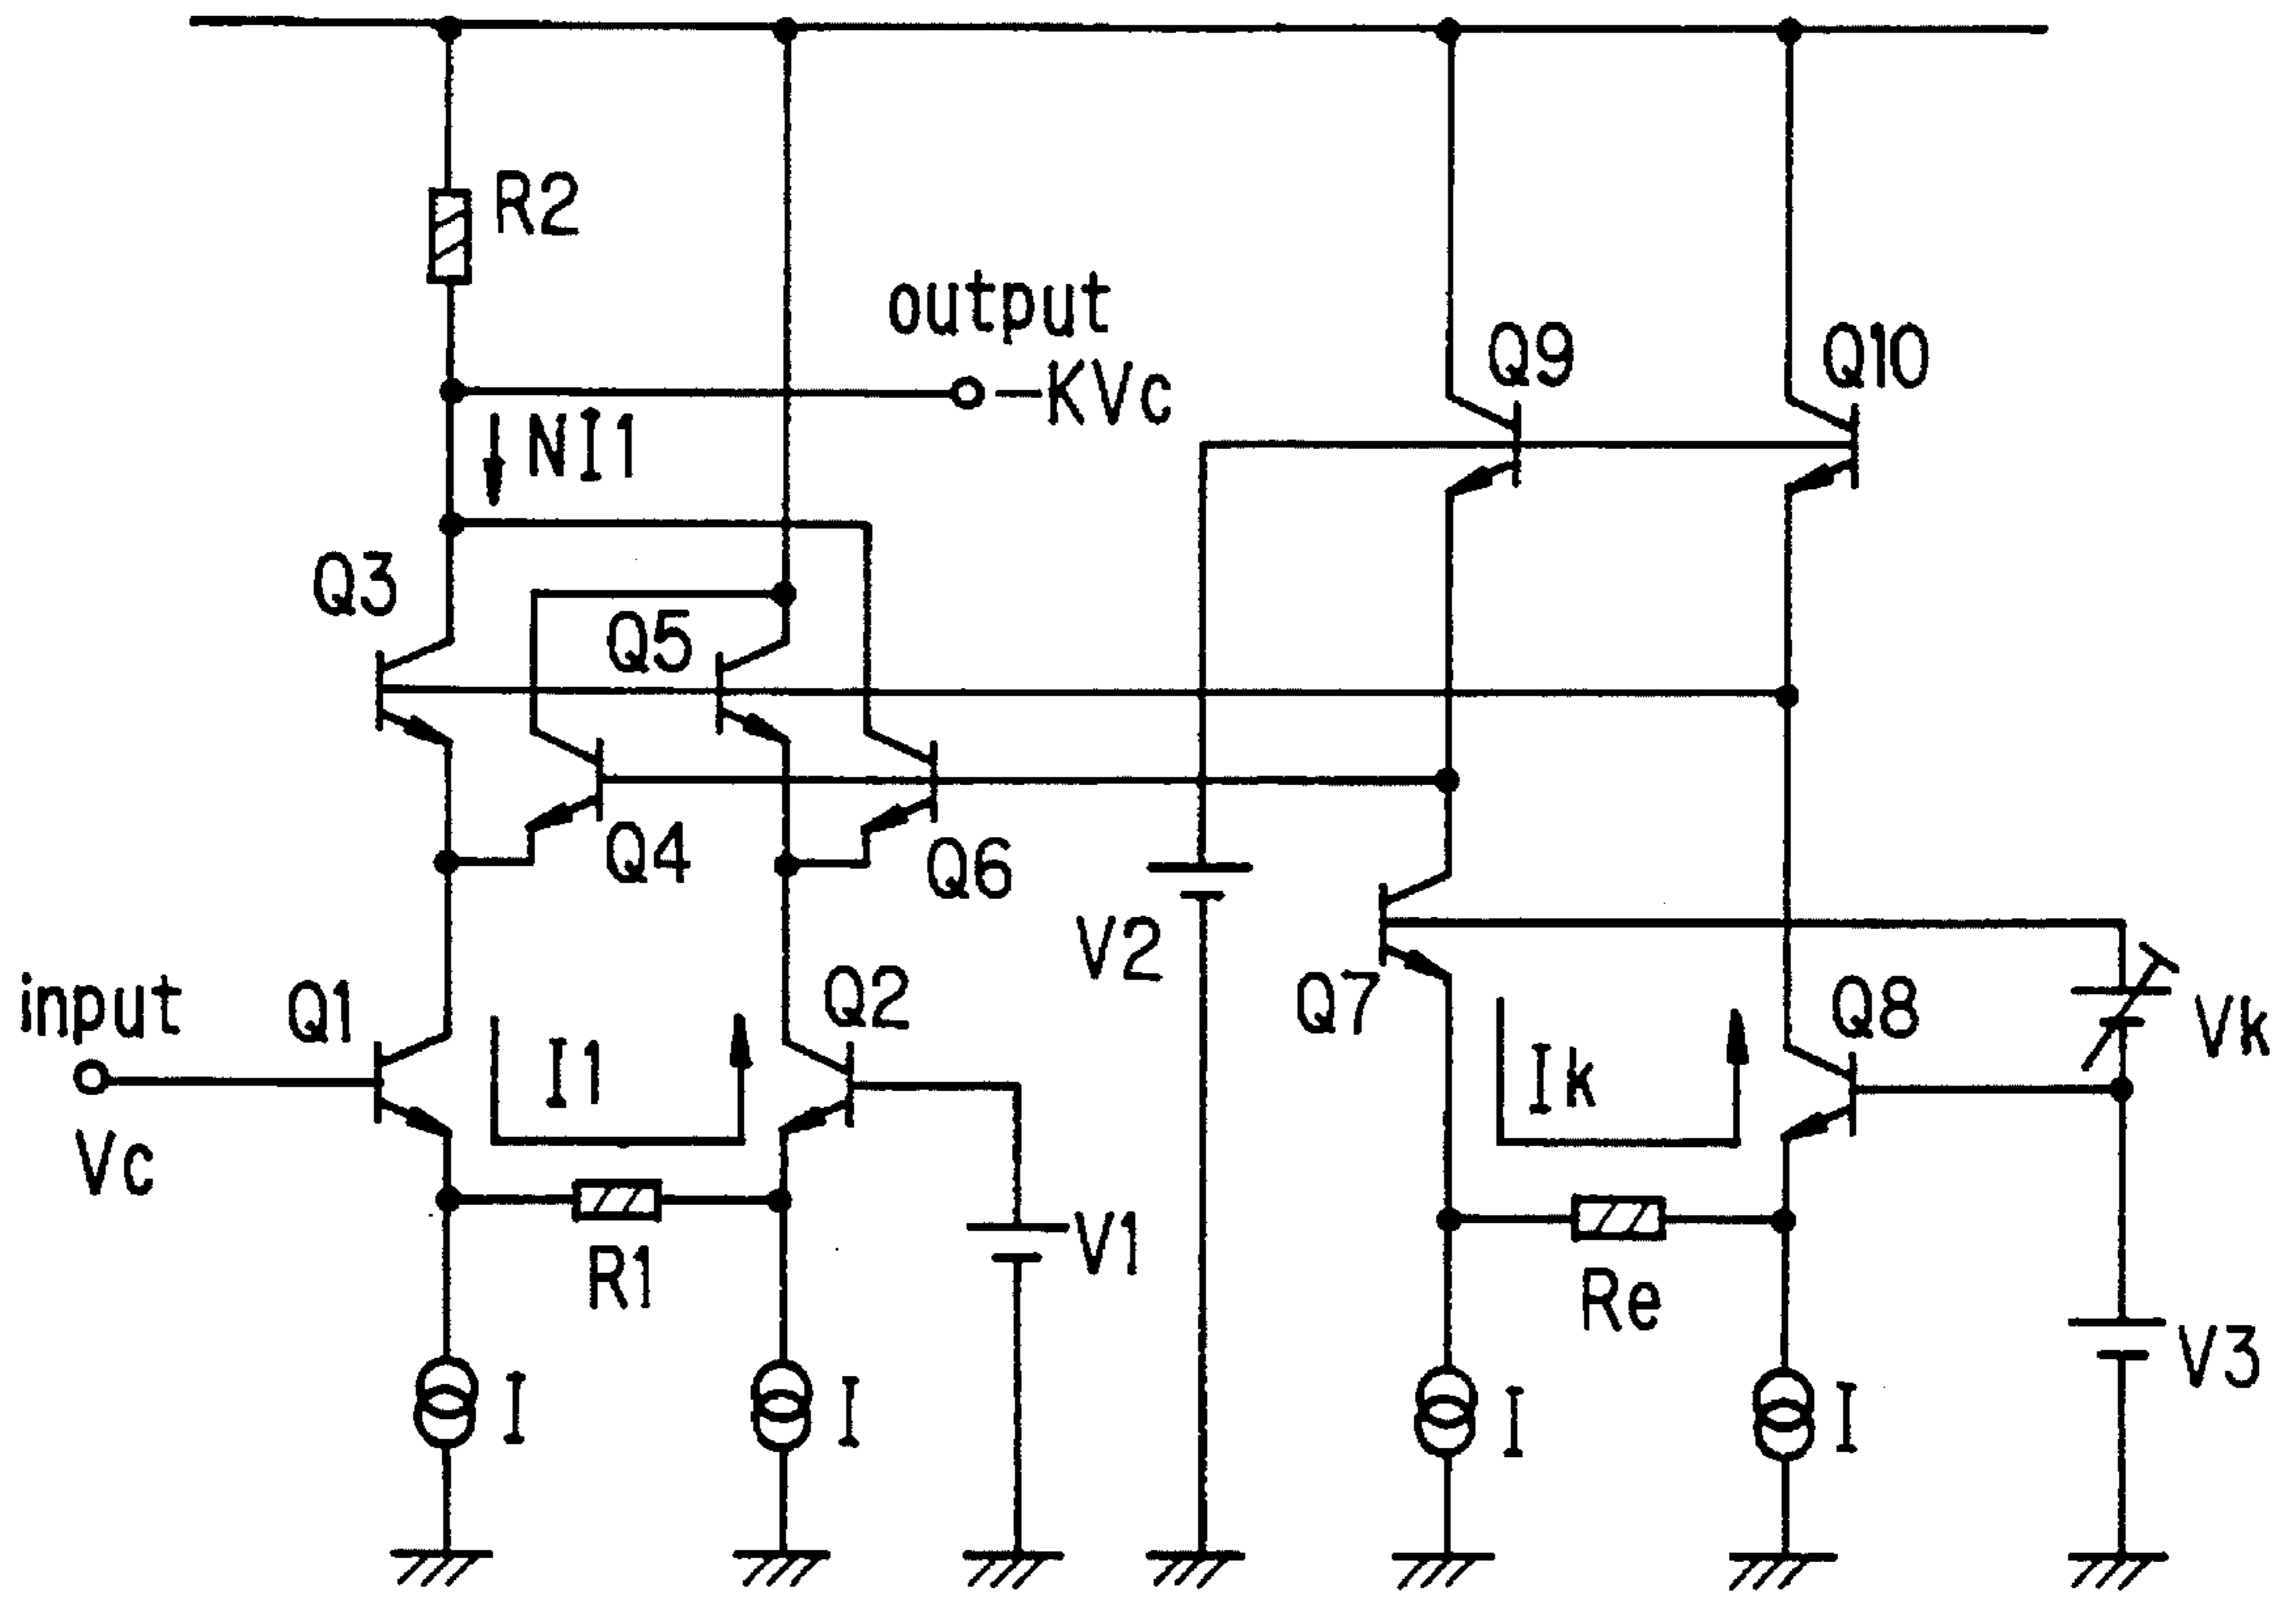 R2
output
-KVc
Q9
Q10
NI1
Q3
Q5
Q4
Q6
V2
input
Q1
Vc
I1
Q2
Q7
Ik
Q8
Vk
R1
V1
Re
V3
I
I
I
I